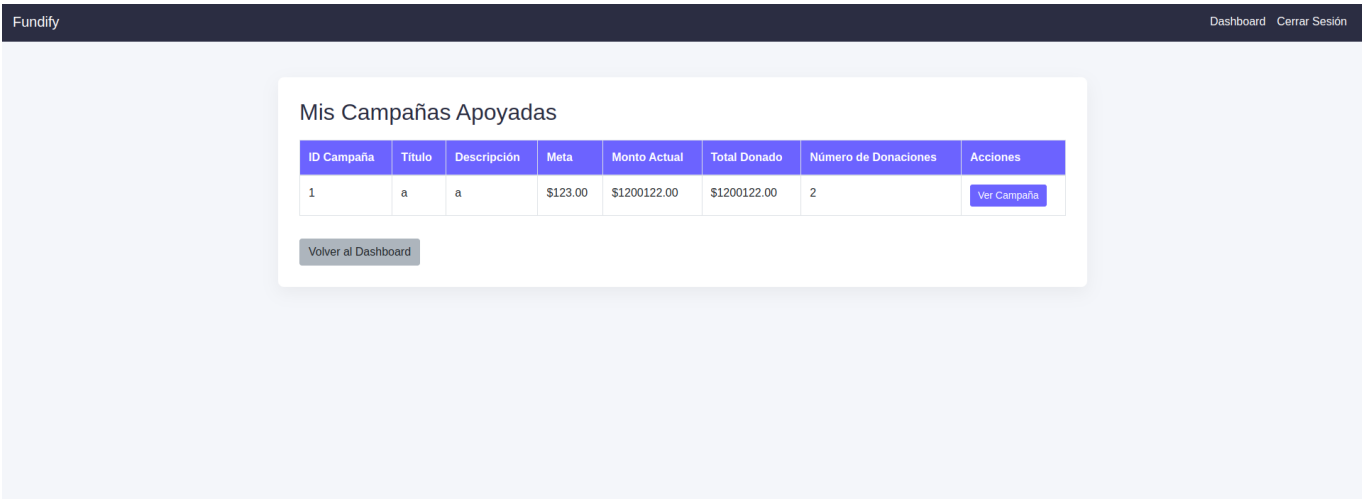 Fundify Dashboard Cerrar Sesión
Mis Campañas Apoyadas
ID Campaña Título Descripción Meta Monto Actual Total Donado Número de Donaciones Acciones
1 a a $123.00 $1200122.00 $1200122.00 2 Ver Campaña
Volver al Dashboard